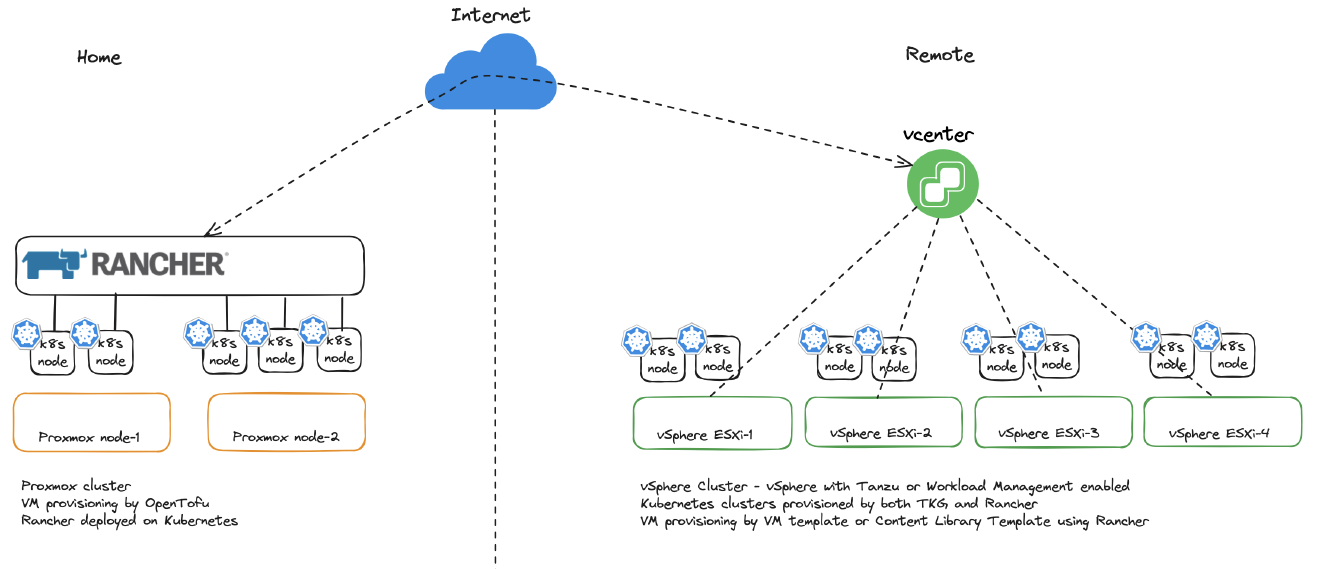 Internet
Home
Remote
vcenter
RANCHER®
k8s
node
k8s
node
k8s
node
k8s
node
k8s
node
k8s
node
k8s
node
k8s
node
k8s
node
k8s
node
k8s
node
k8s
node
k8s
node
Proxmox node-1
Proxmox node-2
vSphere ESXi-1
vSphere ESXi-2
vSphere ESXi-3
vSphere ESXi-4
Proxmox cluster
VM provisioning by OpenTofu
Rancher deployed on Kubernetes
vSphere Cluster - vSphere with Tanzu or Workload Management enabled
Kubernetes clusters provisioned by both TKG and Rancher
VM provisioning by VM template or Content Library Template using Rancher